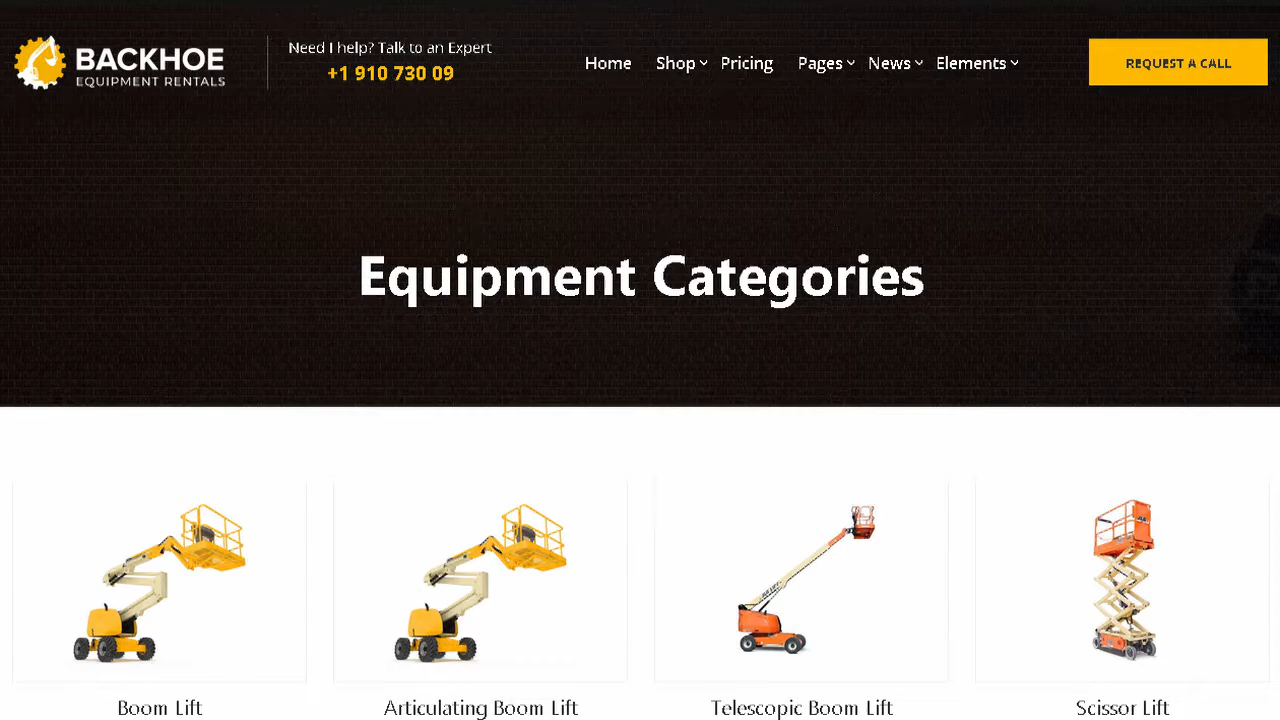 BACKHOE
EQUIPMENT RENTALS
Need I help? Talk to an Expert
+1 910 730 09
Home Shop Pricing Pages News Elements
REQUEST A CALL
Equipment Categories
Boom Lift Articulating Boom Lift Telescopic Boom Lift Scissor Lift